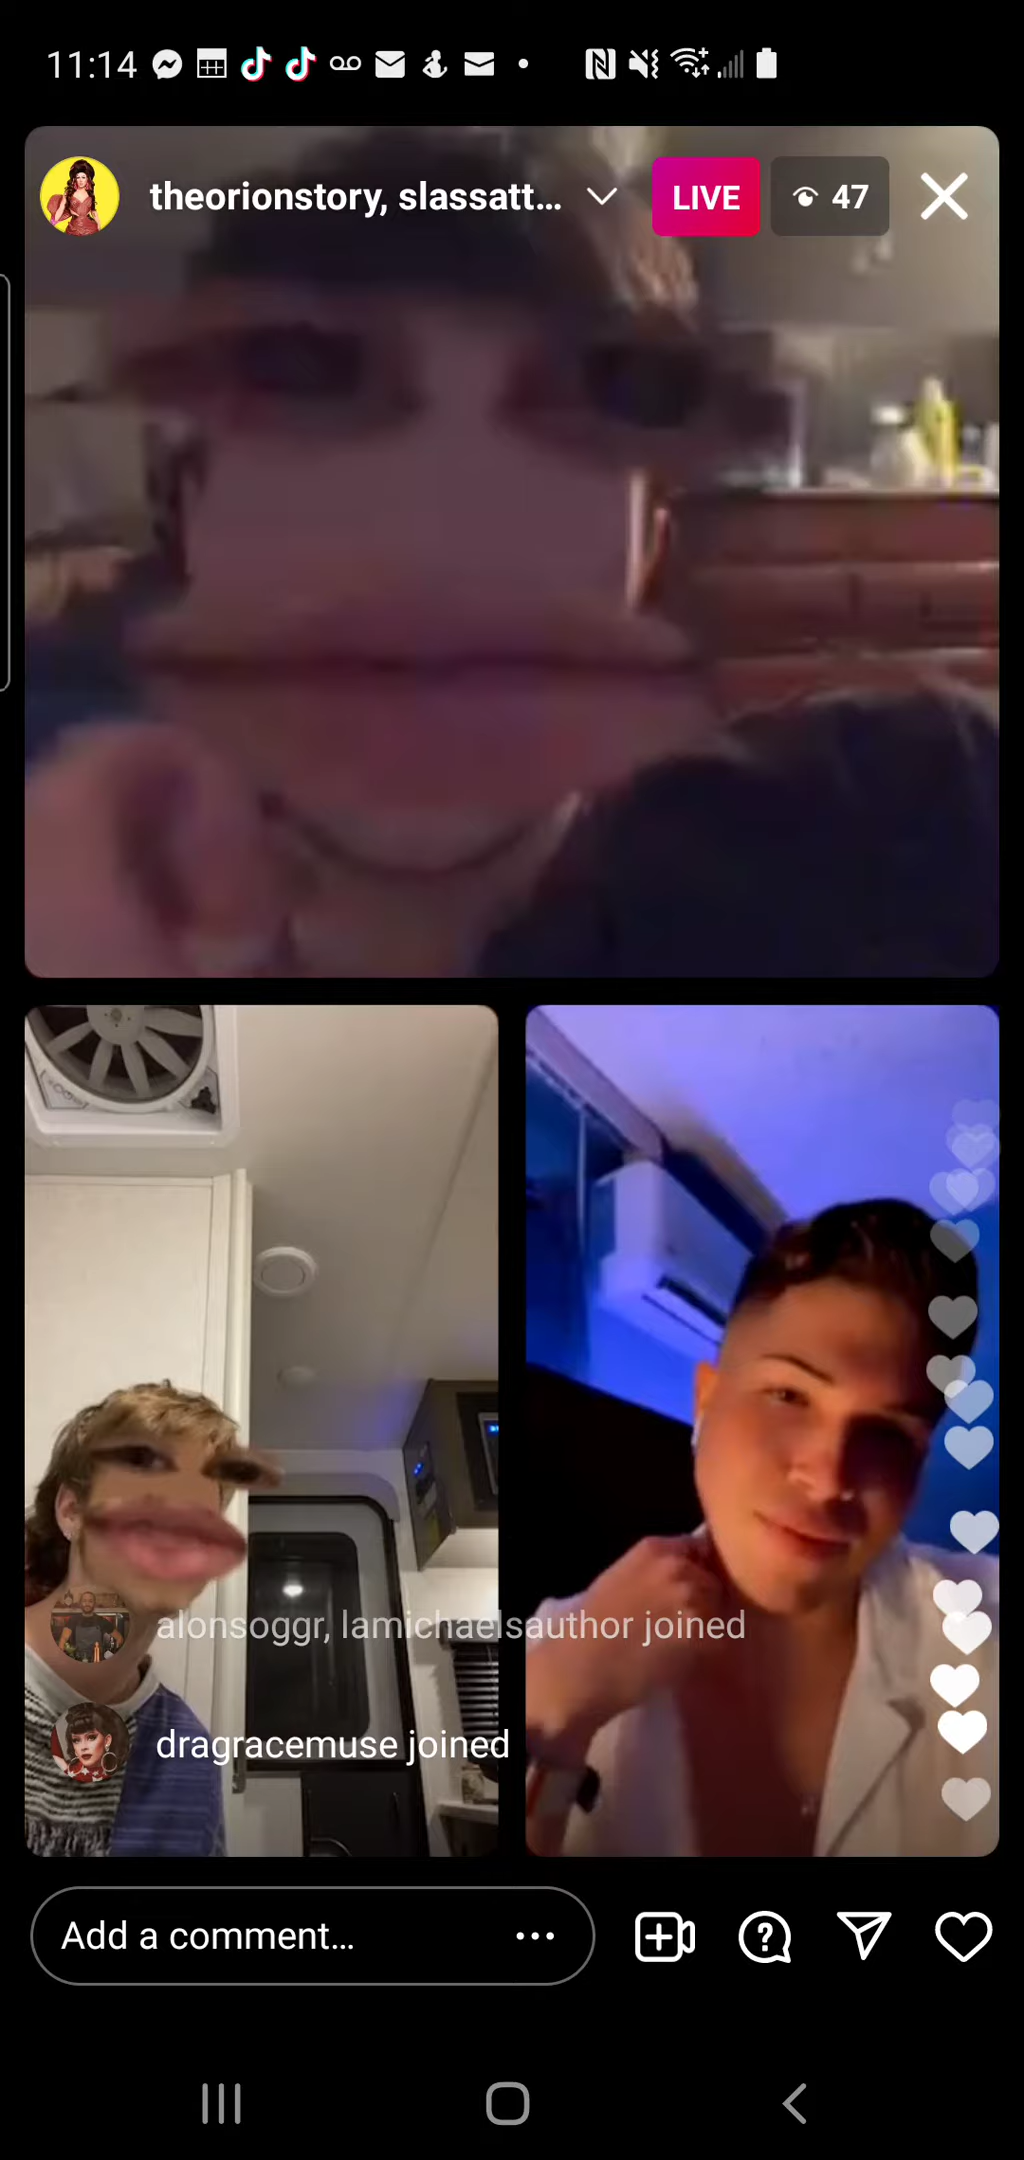 11:14
theorionstory, slassatt...
LIVE
47
alonsoggr, lamichaelsauthor joined
dragracemuse joined
Add a comment...